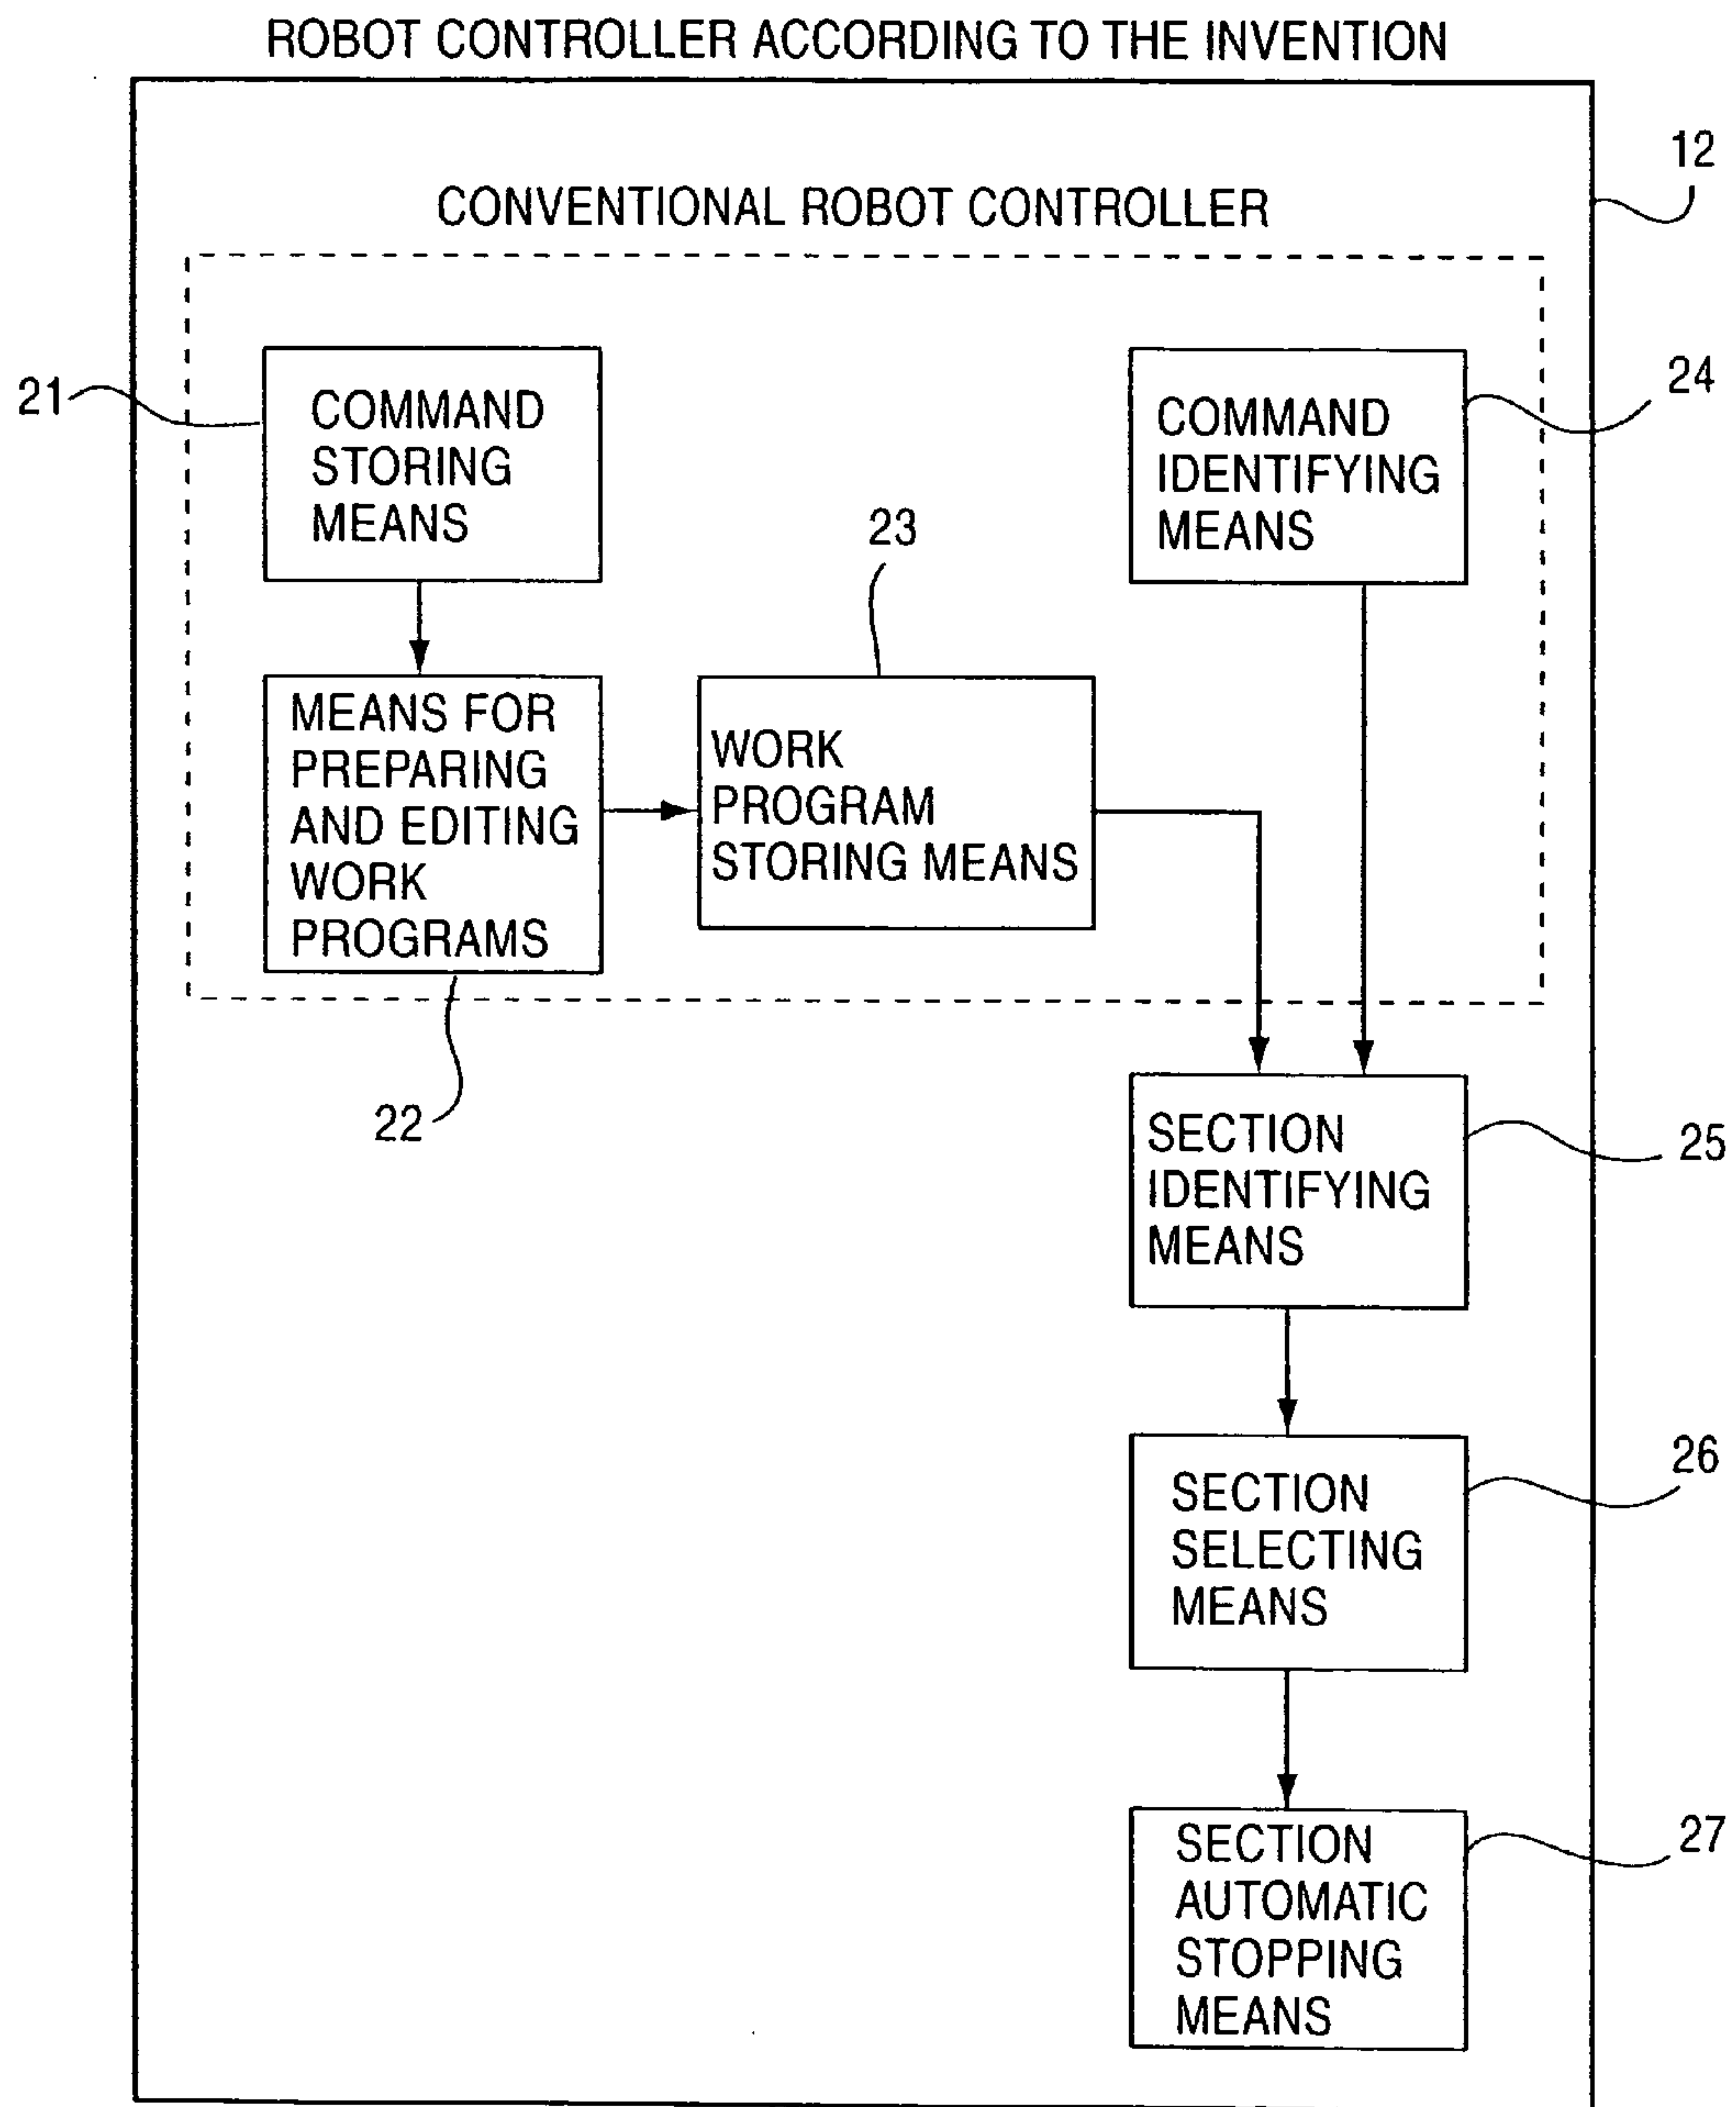 ROBOT CONTROLLER ACCORDING TO THE INVENTION
12
CONVENTIONAL ROBOT CONTROLLER
21
COMMAND
STORING
MEANS
24
COMMAND
IDENTIFYING
MEANS
23
MEANS FOR
PREPARING
AND EDITING
WORK
PROGRAMS
WORK
PROGRAM
STORING MEANS
22
SECTION
IDENTIFYING
MEANS
25
SECTION
SELECTING
MEANS
26
SECTION
AUTOMATIC
STOPPING
MEANS
27